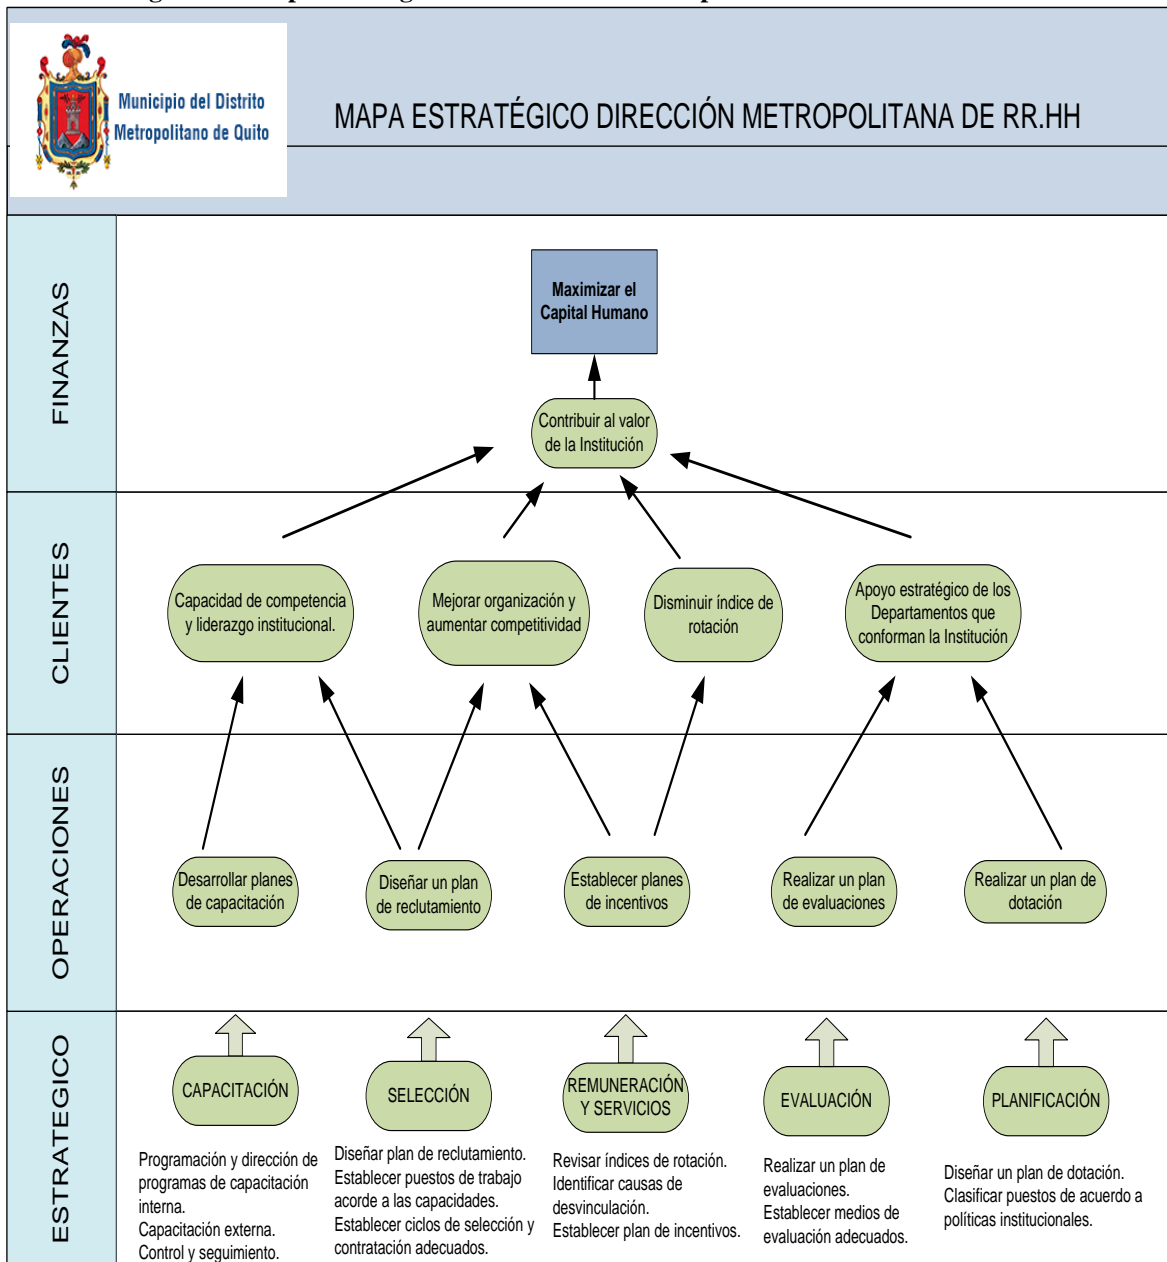 Municipio del Distrito
Metropolitano de Quito
MAPA ESTRATÉGICO DIRECCIÓN METROPOLITANA DE RR.HH
FINANZAS
Maximizar el
Capital Humano
Contribuir al valor
de la Institución
CLIENTES
Capacidad de competencia
y liderazgo institucional.
Mejorar organización y
aumentar competitividad
Disminuir índice de
rotación
Apoyo estratégico de los
Departamentos que
conforman la Institución
OPERACIONES
Desarrollar planes
de capacitación
Diseñar un plan
de reclutamiento
Establecer planes
de incentivos
Realizar un plan
de evaluaciones
Realizar un plan de
dotación
ESTRATEGICO
CAPACITACIÓN
Programación y dirección de
programas de capacitación
interna.
Capacitación externa.
Control y seguimiento.
SELECCIÓN
Diseñar plan de reclutamiento.
Establecer puestos de trabajo
acorde a las capacidades.
Establecer ciclos de selección y
contratación adecuados.
REMUNERACIÓN
Y SERVICIOS
Revisar índices de rotación.
Identificar causas de
desvinculación.
Establecer plan de incentivos.
EVALUACIÓN
Realizar un plan de
evaluaciones.
Establecer medios de
evaluación adecuados.
PLANIFICACIÓN
Diseñar un plan de dotación.
Clasificar puestos de acuerdo a
políticas institucionales.